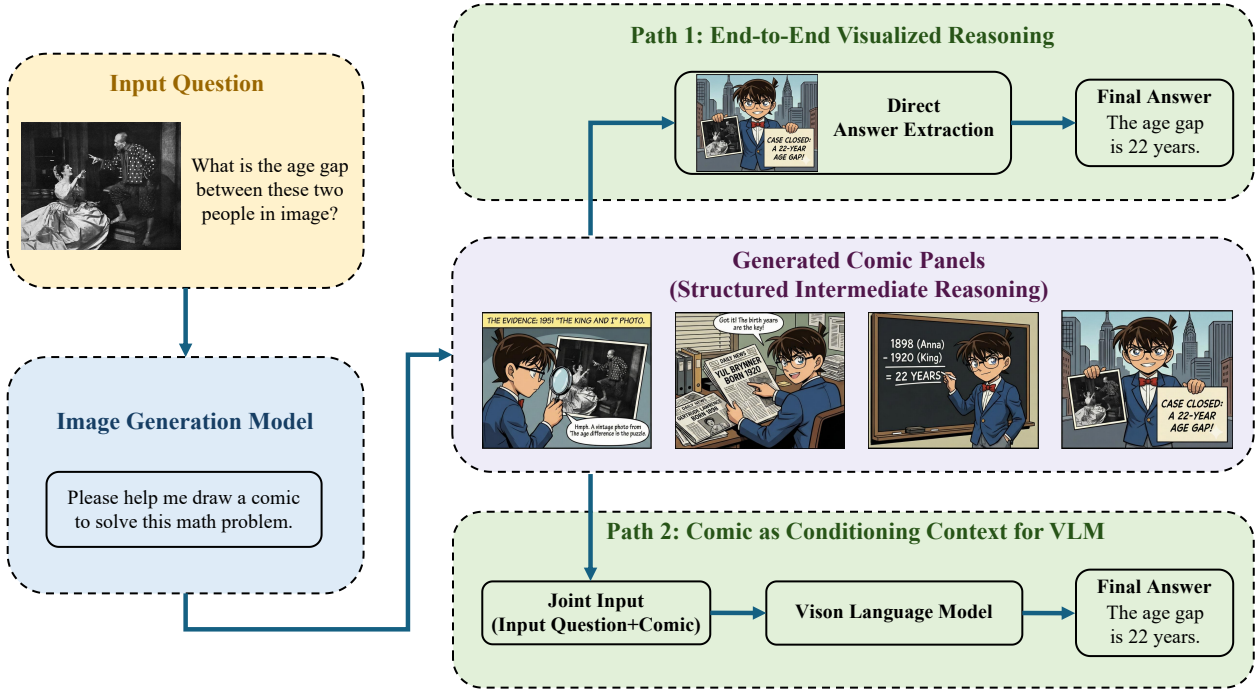 Input Question
What is the age gap
between these two
people in image?
Image Generation Model
Please help me draw a comic
to solve this math problem.
Path 1: End-to-End Visualized Reasoning
CASE CLOSED:
A 22-YEAR
AGE GAP!
Direct
Answer Extraction
Final Answer
The age gap
is 22 years.
Generated Comic Panels
(Structured Intermediate Reasoning)
THE EVIDENCE: 1951 "THE KING AND I" PHOTO.
Hmph. A vintage photo from
'The age difference is the puzzle.
Got it! The birth years
are the key!
DAILY NEWS
YUL BRYNNER
BORN 1920
DAILY NEWS
GERTRUDE LAWRENCE
BORN 1898
1898 (Anna)
- 1920 (King)
= 22 YEARS
CASE CLOSED:
A 22-YEAR
AGE GAP!
Path 2: Comic as Conditioning Context for VLM
Joint Input
(Input Question+Comic)
Vison Language Model
Final Answer
The age gap
is 22 years.